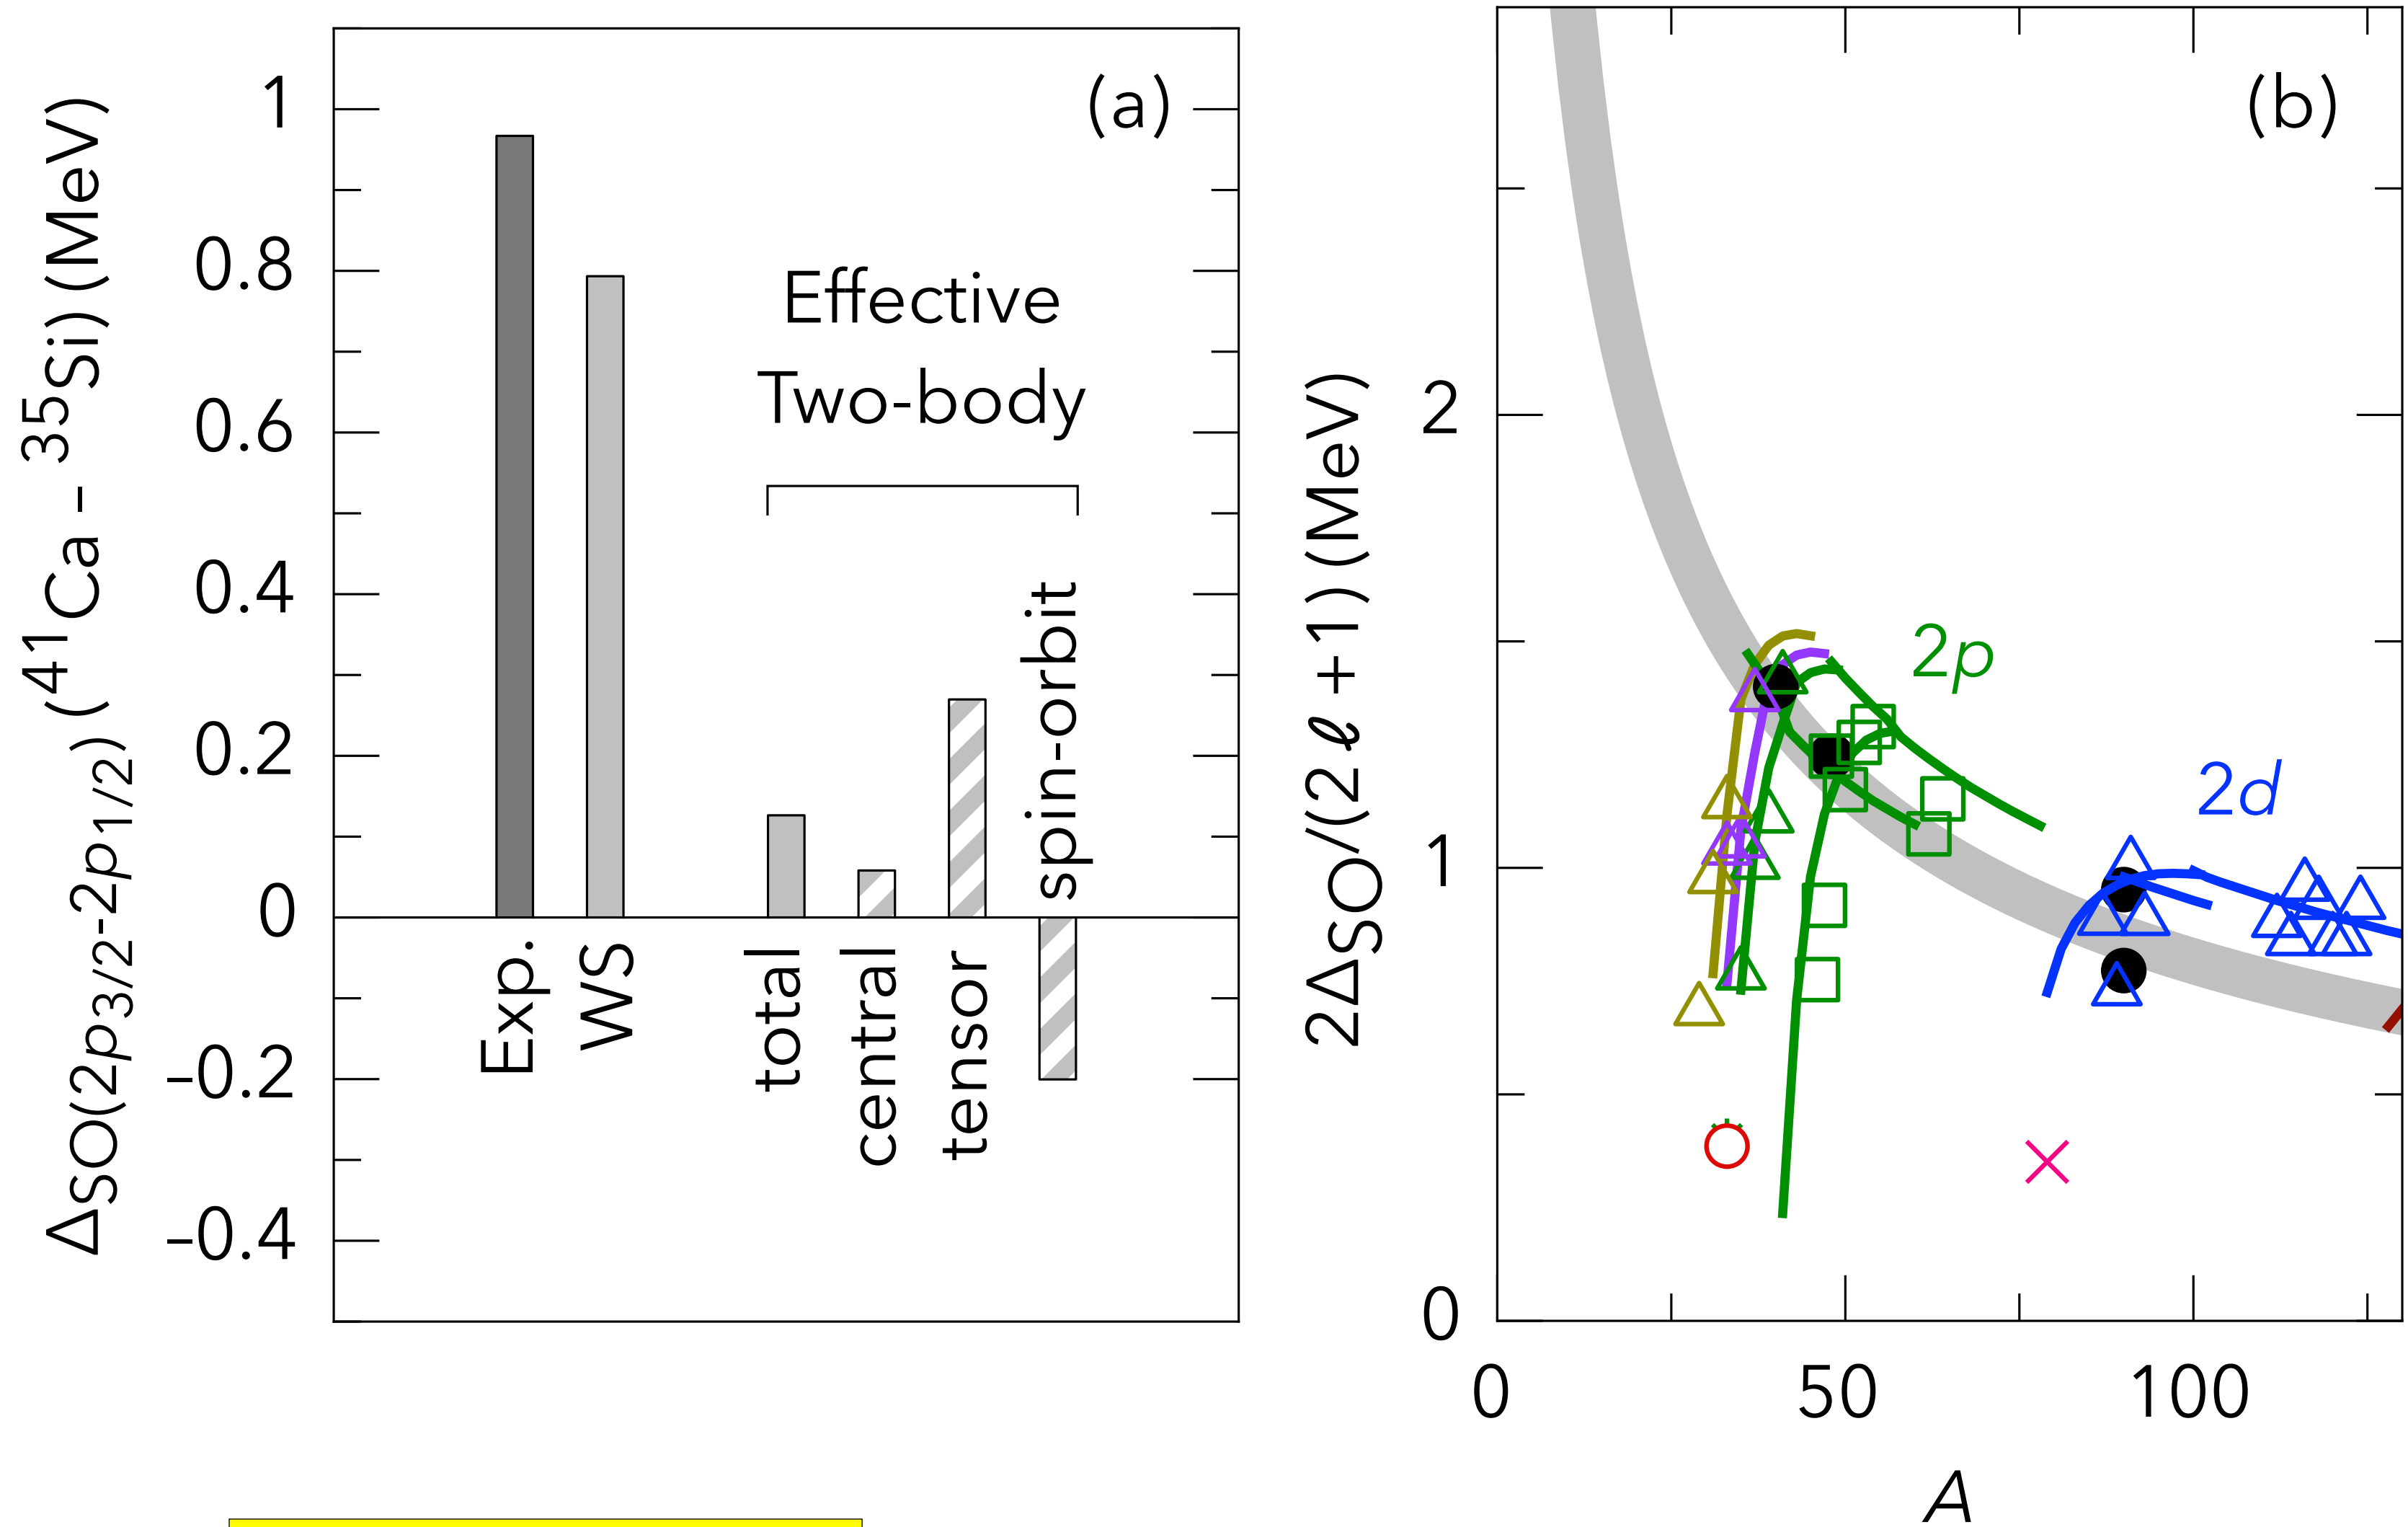 ΔSO(2p3/2-2p1/2) (41Ca – 35Si) (MeV)
1
0.8
0.6
0.4
0.2
0
-0.2
-0.4
(a)
Effective
Two-body
Exp.
WS
total
central
tensor
spin-orbit
2ΔSO/(2ℓ+1) (MeV)
2
1
0
(b)
2p
2d
0
50
100
A